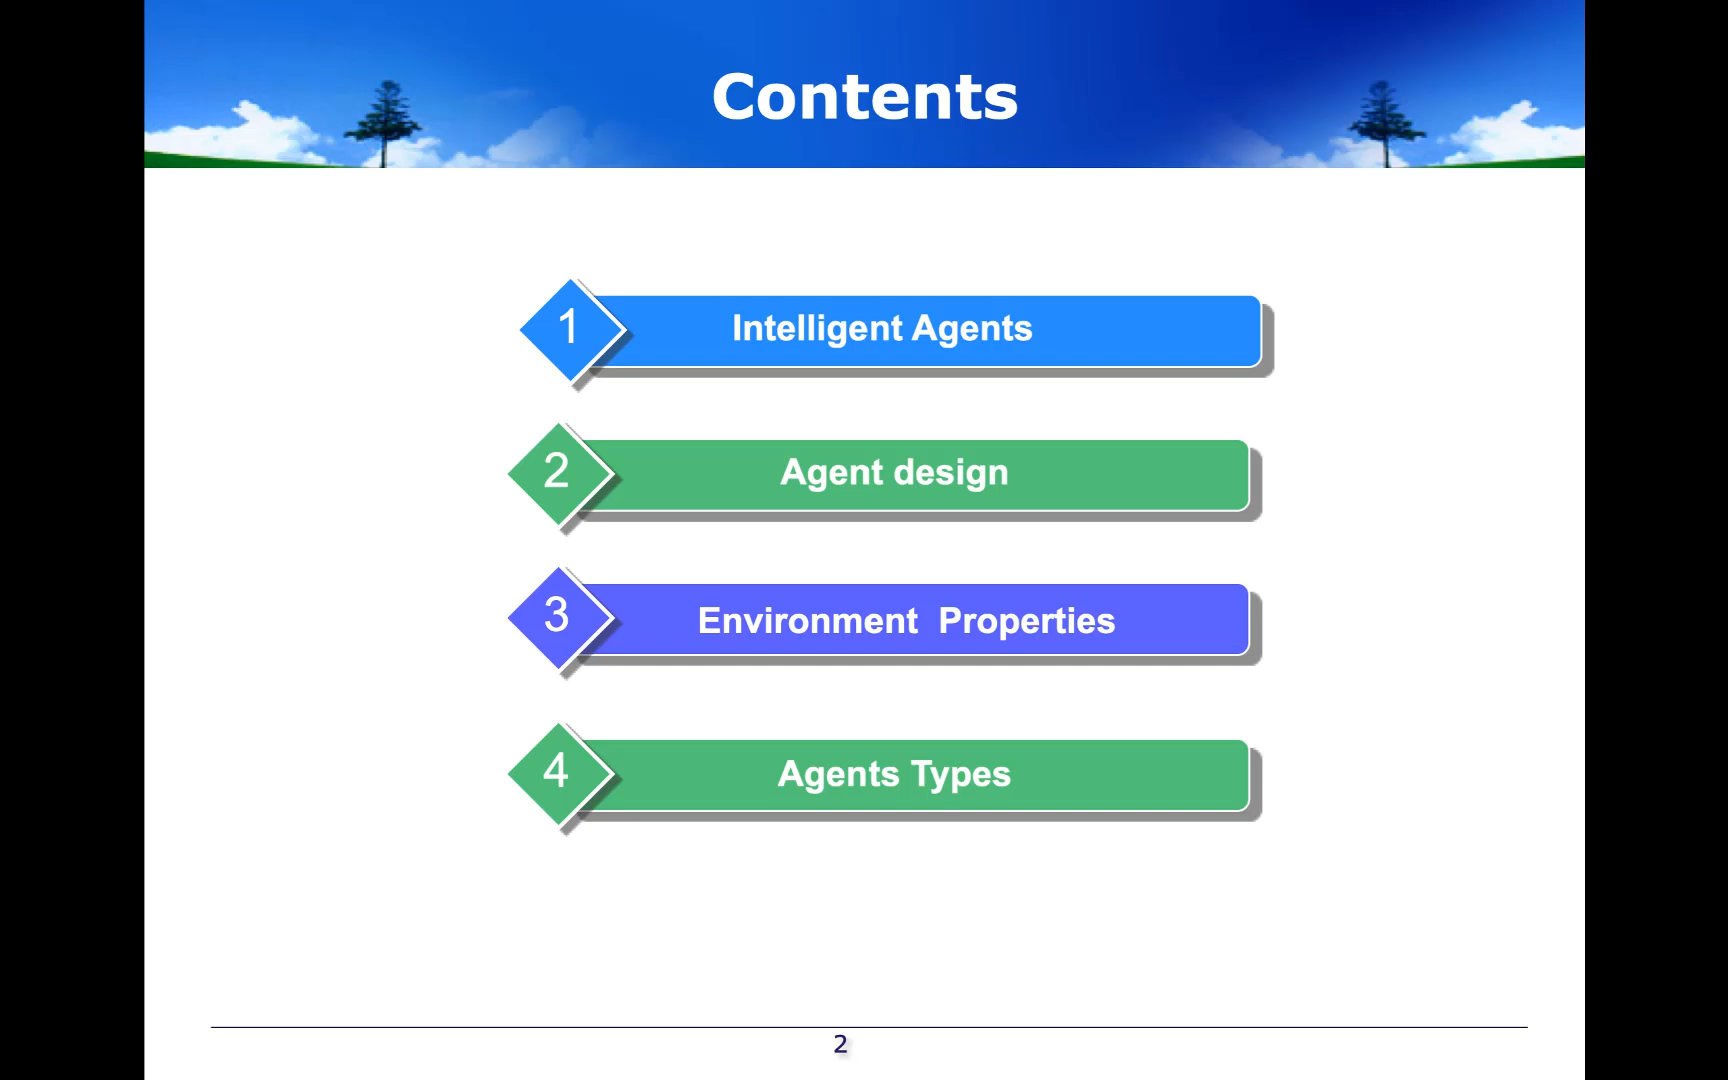 Contents
1 Intelligent Agents
2 Agent design
3 Environment  Properties
4 Agents Types
2